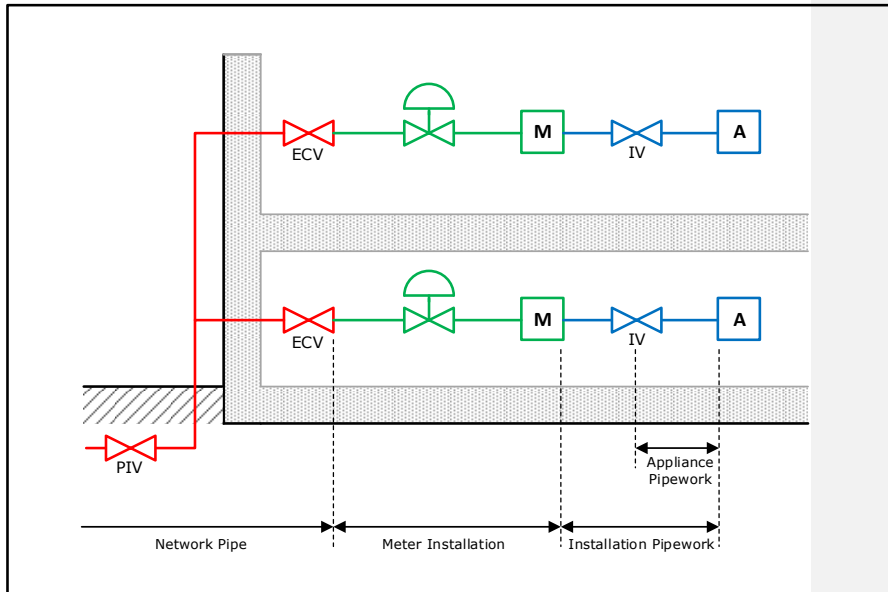 M
A
ECV
IV
M
A
ECV
IV
PIV
Appliance
Pipework
Network Pipe
Meter Installation
Installation Pipework